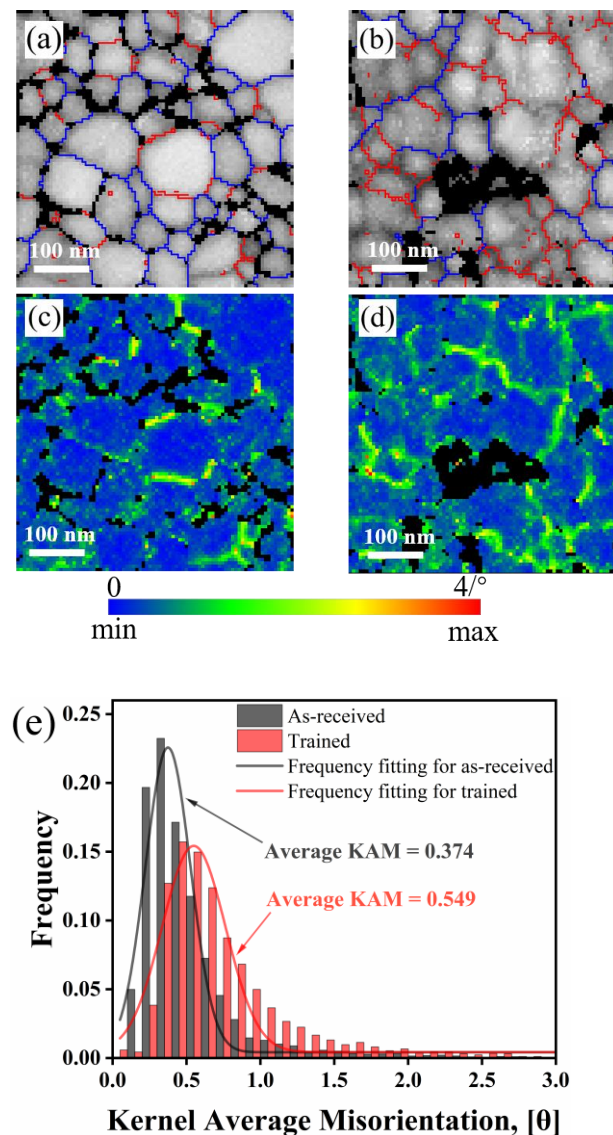 (a)
(b)
100 nm
100 nm
(c)
(d)
100 nm
100 nm
0
4/°
min
max
(e)
As-received
Trained
Frequency fitting for as-received
Frequency fitting for trained
Average KAM = 0.374
Average KAM = 0.549
Frequency
0.25
0.20
0.15
0.10
0.05
0.00
0.0 0.5 1.0 1.5 2.0 2.5 3.0
Kernel Average Misorientation, [θ]